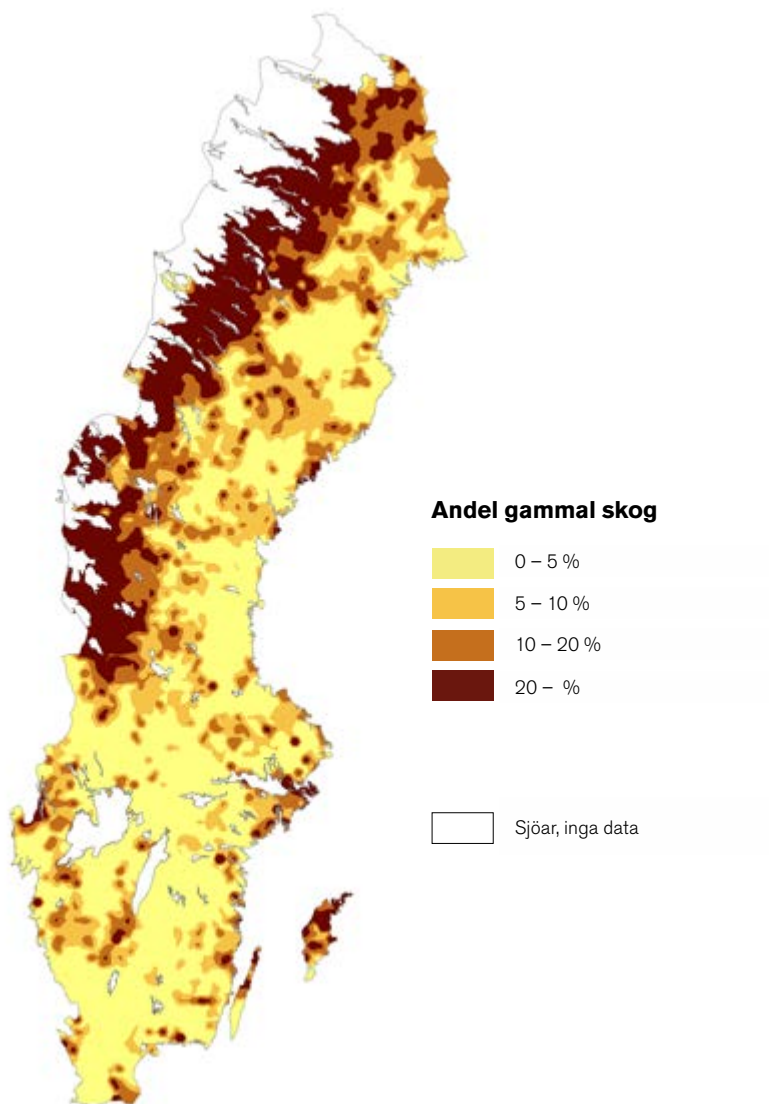 Andel gammal skog
0 – 5 %
5 – 10 %
10 – 20 %
20 – %
Sjöar, inga data